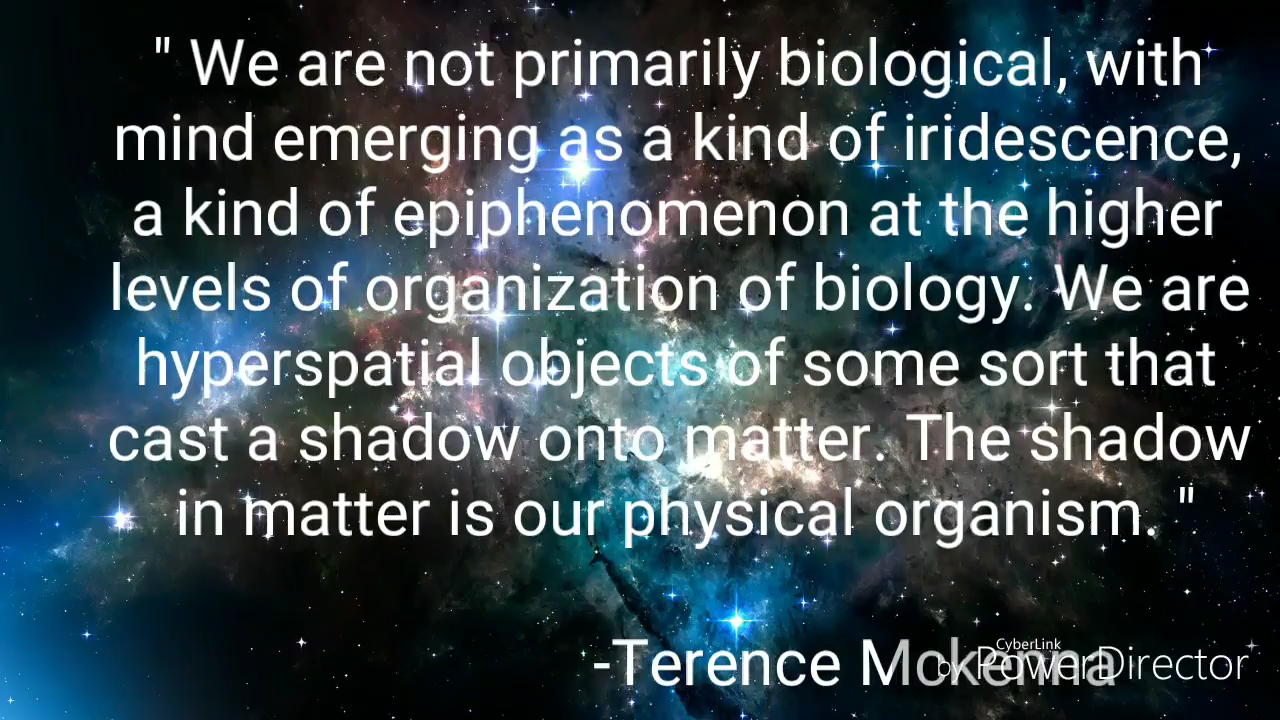 " We are not primarily biological, with
mind emerging as a kind of iridescence,
a kind of epiphenomenon at the higher
levels of organization of biology. We are
hyperspatial objects of some sort that
cast a shadow onto matter. The shadow
in matter is our physical organism. "
-Terence Mckenna
CyberLink
by PowerDirector